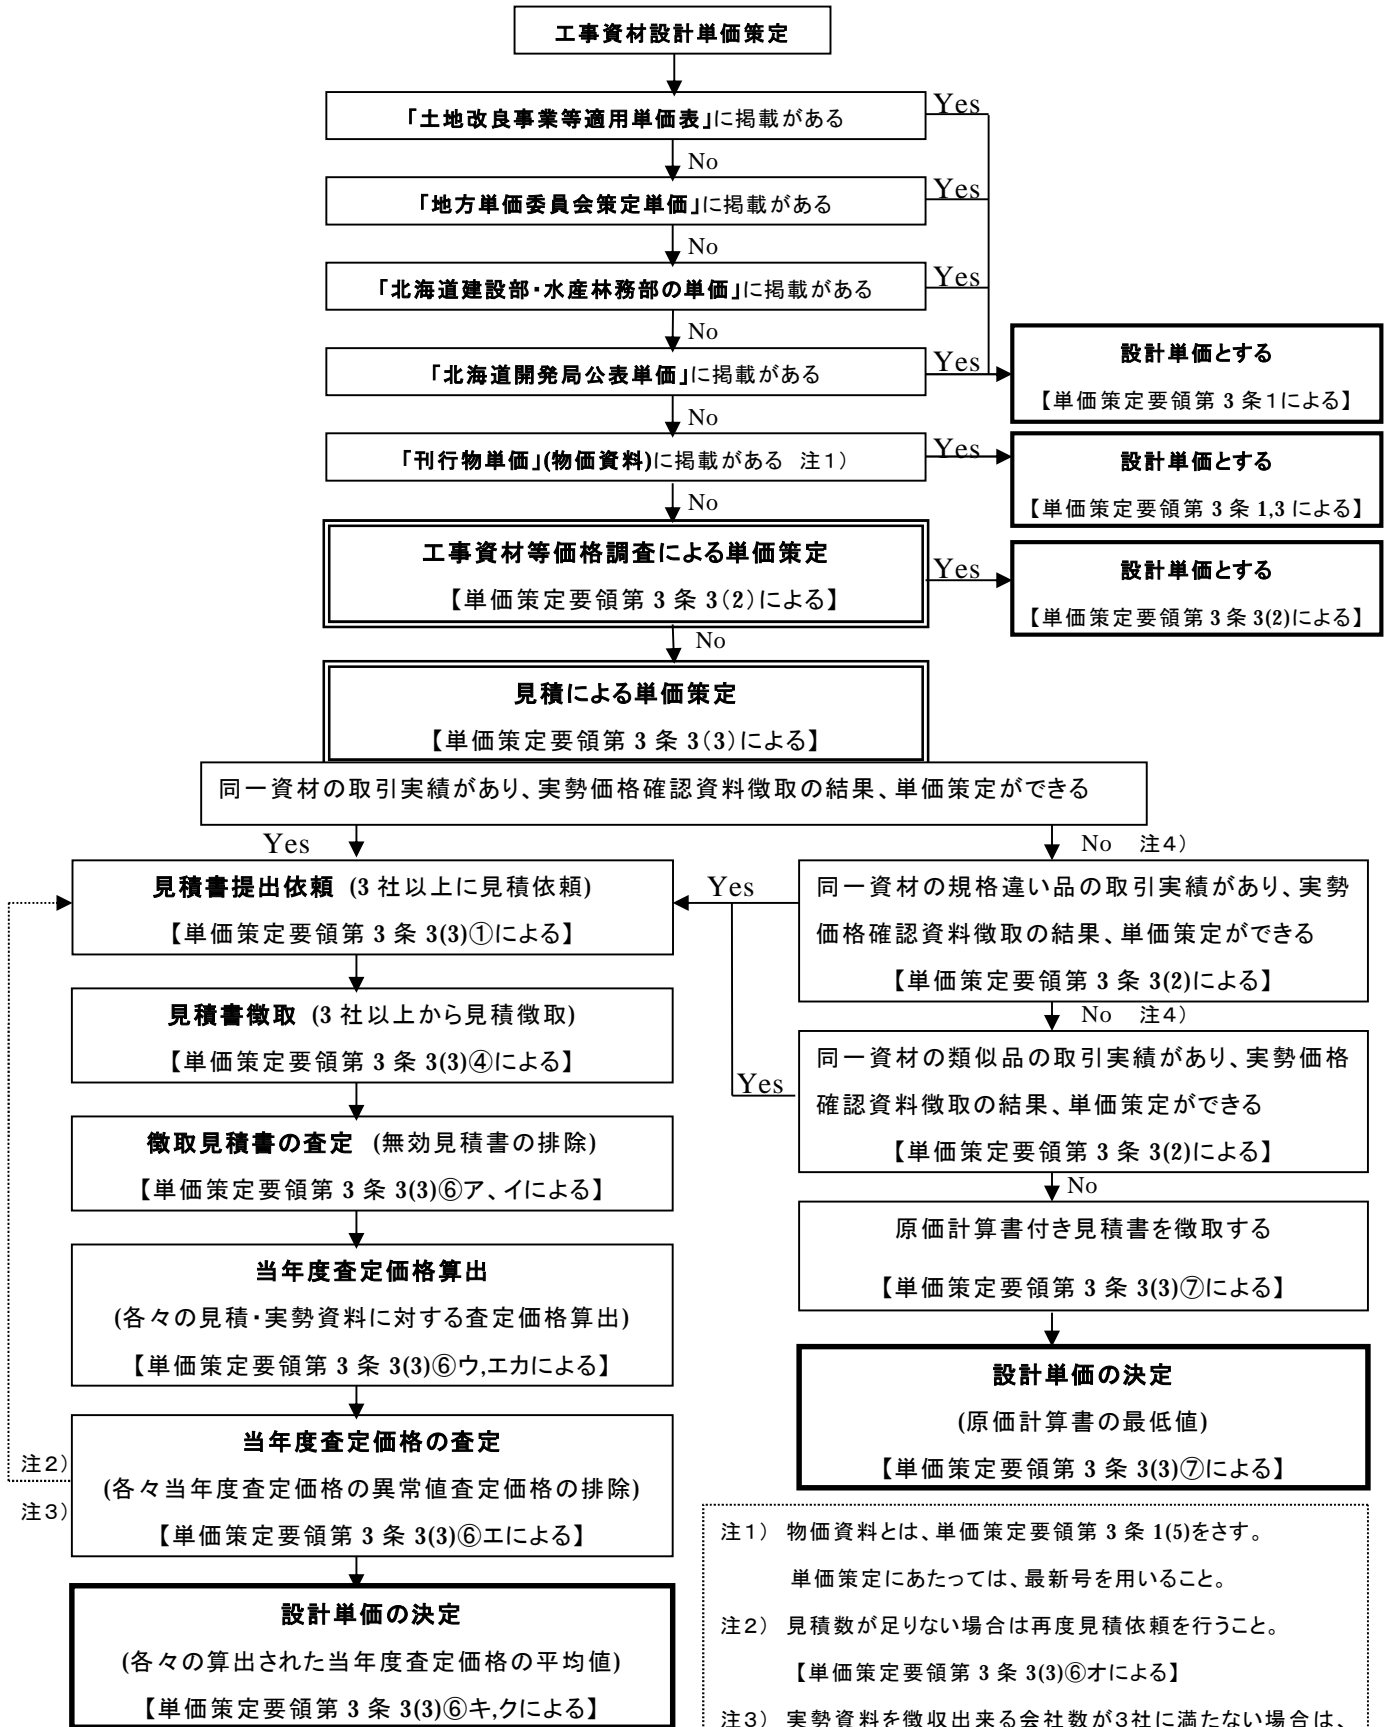 工事資材設計単価策定
「土地改良事業等適用単価表」に掲載がある
Yes
No
「地方単価委員会策定単価」に掲載がある
Yes
No
「北海道建設部・水産林務部の単価」に掲載がある
Yes
No
「北海道開発局公表単価」に掲載がある
Yes
設計単価とする
【単価策定要領第 3 条1による】
No
「刊行物単価」(物価資料)に掲載がある 注1)
Yes
設計単価とする
【単価策定要領第 3 条 1,3 による】
No
工事資材等価格調査による単価策定
【単価策定要領第 3 条 3(2)による】
Yes
設計単価とする
【単価策定要領第 3 条 3(2)による】
No
見積による単価策定
【単価策定要領第 3 条 3(3)による】
同一資材の取引実績があり、実勢価格確認資料徴取の結果、単価策定ができる
Yes
No 注4)
見積書提出依頼 (3 社以上に見積依頼)
【単価策定要領第 3 条 3(3)①による】
Yes
同一資材の規格違い品の取引実績があり、実勢
価格確認資料徴取の結果、単価策定ができる
【単価策定要領第 3 条 3(2)による】
見積書徴取 (3 社以上から見積徴取)
【単価策定要領第 3 条 3(3)④による】
No 注4)
同一資材の類似品の取引実績があり、実勢価格
確認資料徴取の結果、単価策定ができる
【単価策定要領第 3 条 3(2)による】
Yes
徴取見積書の査定 (無効見積書の排除)
【単価策定要領第 3 条 3(3)⑥ア、イによる】
No
原価計算書付き見積書を徴取する
【単価策定要領第 3 条 3(3)⑦による】
当年度査定価格算出
(各々の見積・実勢資料に対する査定価格算出)
【単価策定要領第 3 条 3(3)⑥ウ,エカによる】
設計単価の決定
(原価計算書の最低値)
【単価策定要領第 3 条 3(3)⑦による】
当年度査定価格の査定
(各々当年度査定価格の異常値査定価格の排除)
【単価策定要領第 3 条 3(3)⑥エによる】
注2)
注3)
設計単価の決定
(各々の算出された当年度査定価格の平均値)
【単価策定要領第 3 条 3(3)⑥キ,クによる】
注1) 物価資料とは、単価策定要領第 3 条 1(5)をさす。
単価策定にあたっては、最新号を用いること。
注2) 見積数が足りない場合は再度見積依頼を行うこと。
【単価策定要領第 3 条 3(3)⑥オによる】
注3) 実勢資料を徴収出来る会社数が3社に満たない場合は、